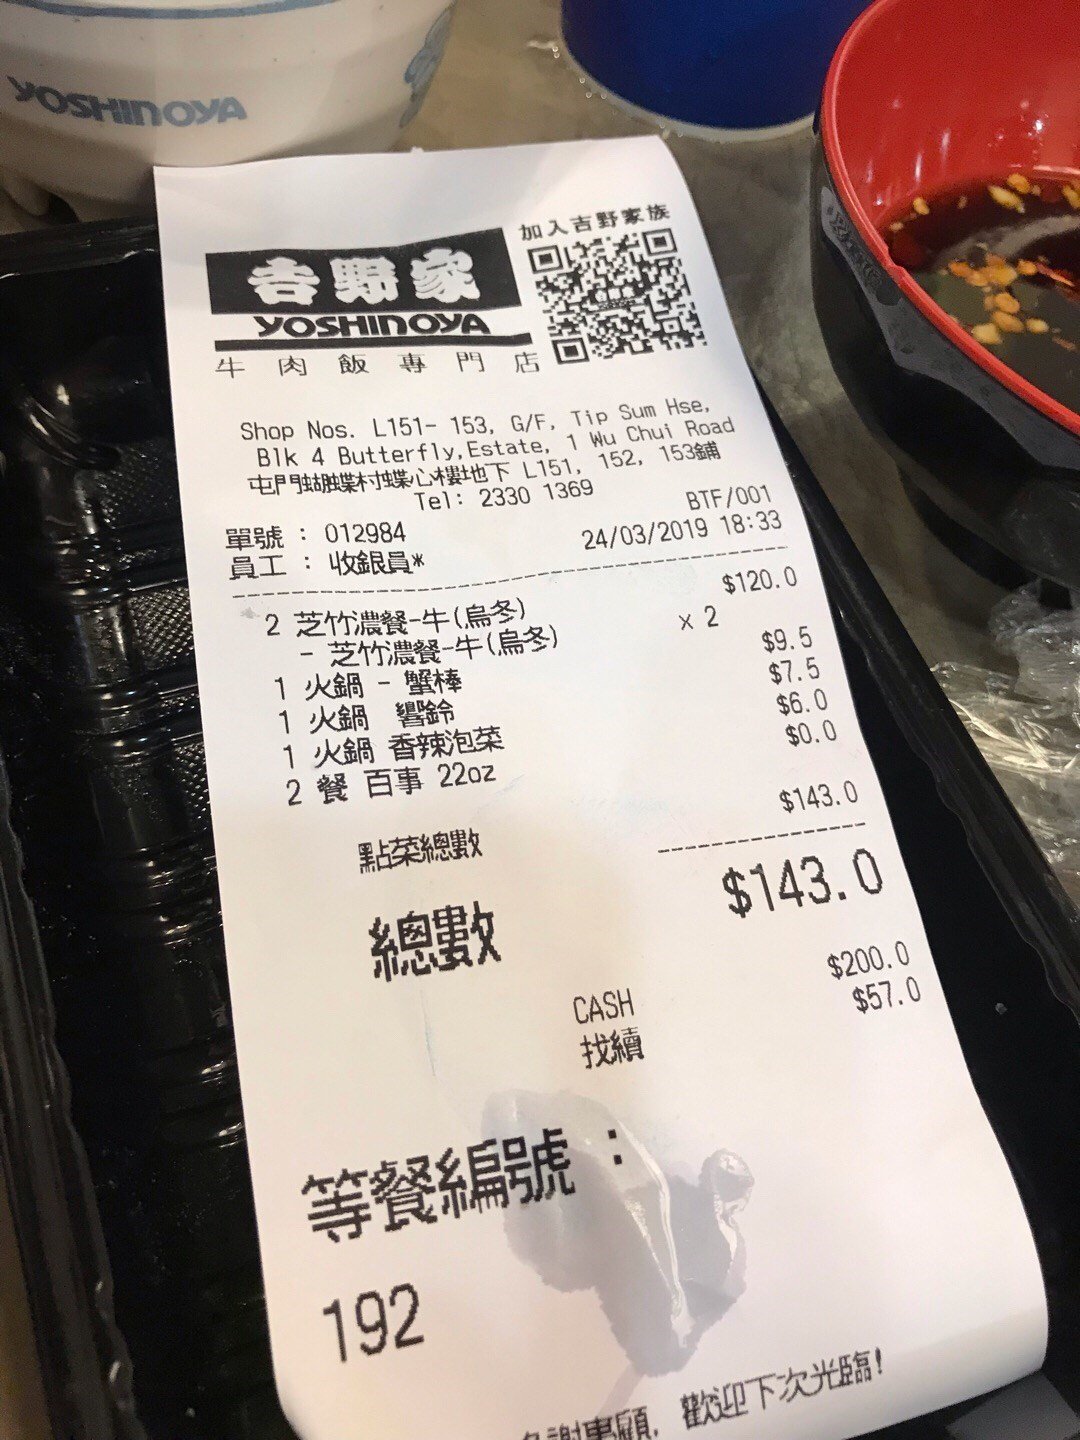 YOSHINOYA
加入吉野家族
吉野家
YOSHINOYA
牛肉飯專門店
Shop Nos. L151- 153, G/F, Tip Sum Hse,
Blk 4 Butterfly,Estate, 1 Wu Chui Road
屯門蝴蝶村蝶心樓地下 L151, 152, 153鋪
Tel: 2330 1369
BTF/001
單號 : 012984
24/03/2019 18:33
員工 : 收銀員*
2 芝竹濃餐-牛(烏冬) $120.0
- 芝竹濃餐-牛(烏冬) x 2
1 火鍋 - 蟹棒 $9.5
1 火鍋 響鈴 $7.5
1 火鍋 香辣泡菜 $6.0
2 餐 百事 22oz $0.0
點菜總數 $143.0
總數 $143.0
CASH $200.0
找續 $57.0
等餐編號 :
192
謝惠顧, 歡迎下次光臨!